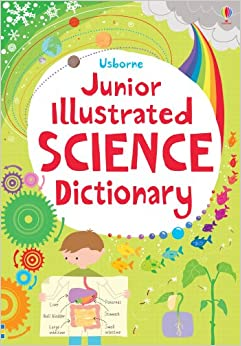 Usborne
Junior
Illustrated
SCIENCE
Dictionary
Liver
Pancreas
Gall bladder
Stomach
Large
intestine
Small
intestine